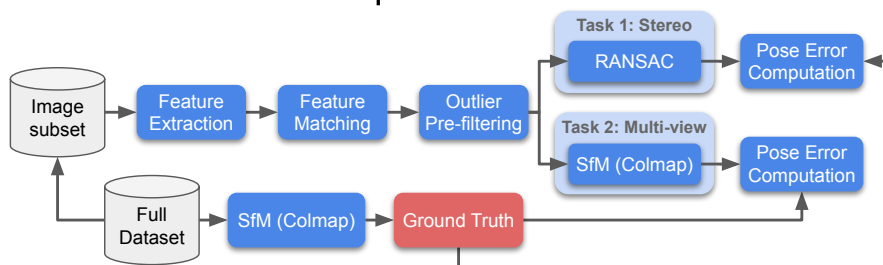 Task 1: Stereo
RANSAC
Pose Error
Computation
Image
subset
Feature
Extraction
Feature
Matching
Outlier
Pre-filtering
Task 2: Multi-view
SfM (Colmap)
Pose Error
Computation
Full
Dataset
SfM (Colmap)
Ground Truth